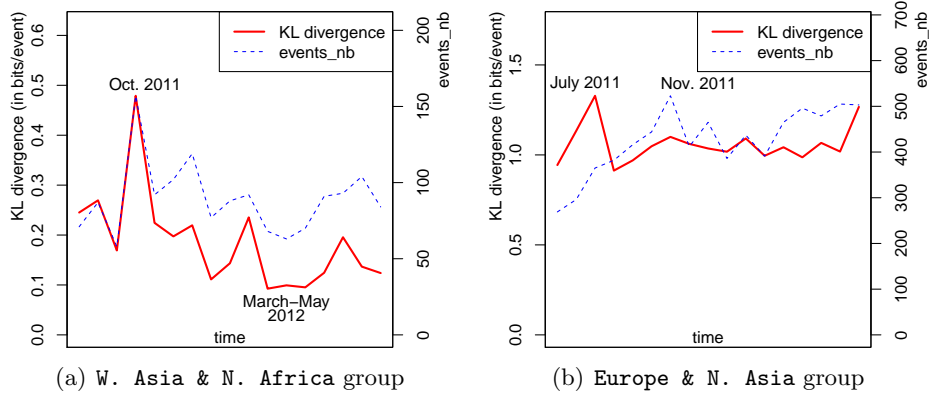 KL divergence (in bits/event)
0.0 0.1 0.2 0.3 0.4 0.5 0.6
KL divergence
events_nb
Oct. 2011
March–May
2012
time
0 50 100 150 200
events_nb
(a) W. Asia & N. Africa group
KL divergence (in bits/event)
0.0 0.5 1.0 1.5
KL divergence
events_nb
July 2011
Nov. 2011
time
0 100 200 300 400 500 600 700
events_nb
(b) Europe & N. Asia group